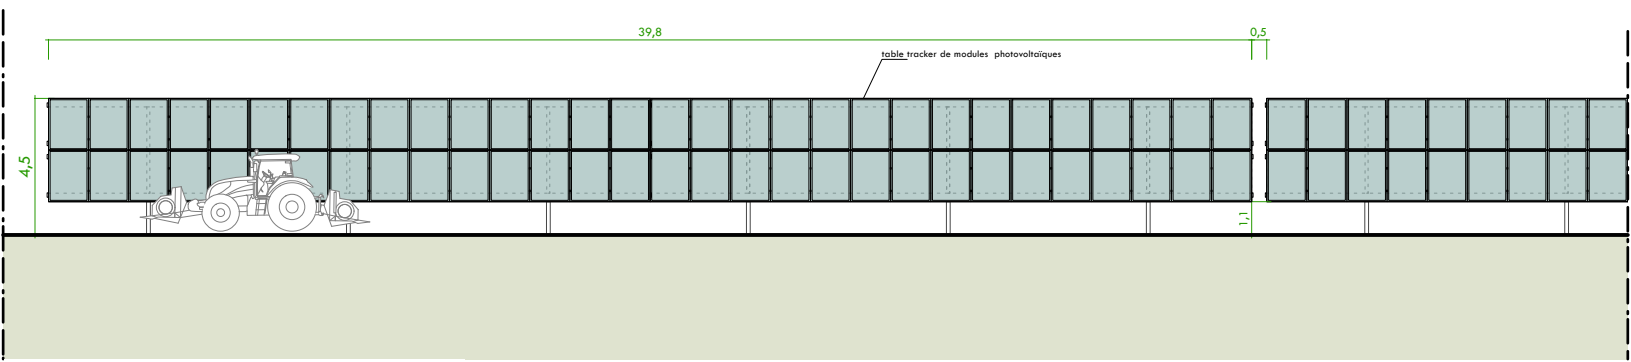 39,8
0,5
table tracker de modules photovoltaïques
4,5
1,1